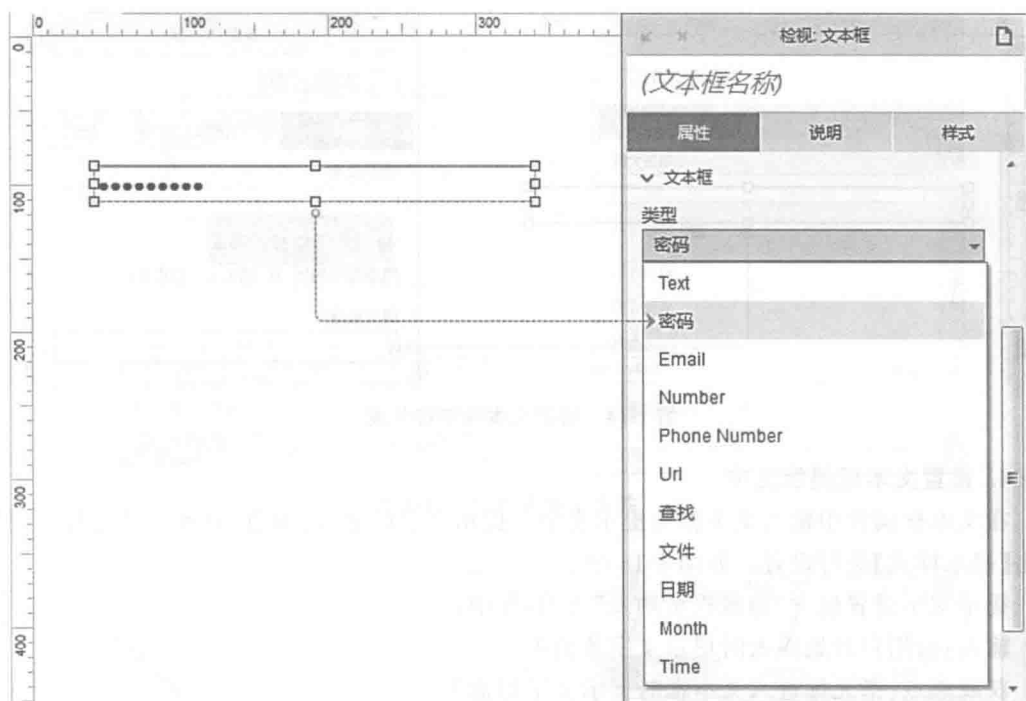 0 100 200 300
检视: 文本框
(文本框名称)
属性 说明 样式
文本框
类型
密码
Text
密码
Email
Number
Phone Number
Url
查找
文件
日期
Month
Time
0
100
200
300
400